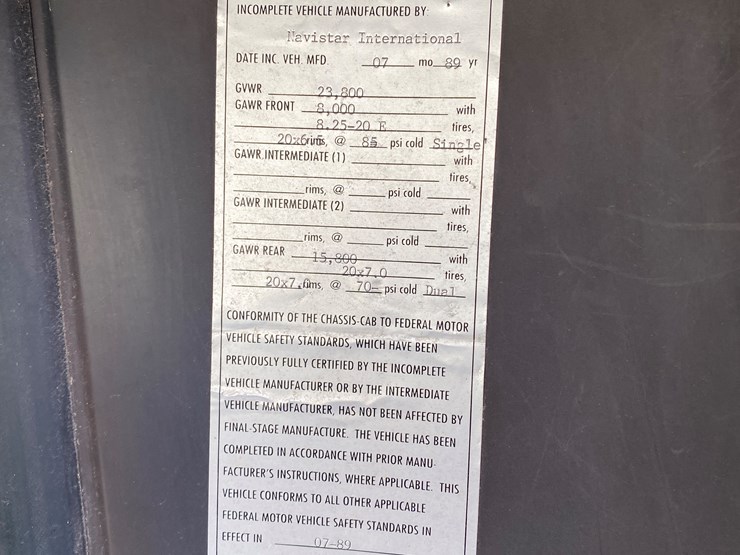 INCOMPLETE VEHICLE MANUFACTURED BY:
Navistar International
DATE INC. VEH. MFD 07 mo 89 yr
GVWR 23,800
GAWR FRONT 8,000 with
8.25-20 E tires,
rims, @ 85 psi cold Single
GAWR.INTERMEDIATE (1) with
tires,
rims, @ psi cold
GAWR INTERMEDIATE (2) with
tires,
rims, @ psi cold
GAWR REAR 15,800 with
20x7.0 tires,
20x7. rims, @ 70 psi cold Dual
CONFORMITY OF THE CHASSIS-CAB TO FEDERAL MOTOR
VEHICLE SAFETY STANDARDS, WHICH HAVE BEEN
PREVIOUSLY FULLY CERTIFIED BY THE INCOMPLETE
VEHICLE MANUFACTURER OR BY THE INTERMEDIATE
VEHICLE MANUFACTURER, HAS NOT BEEN AFFECTED BY
FINAL-STAGE MANUFACTURE. THE VEHICLE HAS BEEN
COMPLETED IN ACCORDANCE WITH PRIOR MANU-
FACTURER'S INSTRUCTIONS, WHERE APPLICABLE. THIS
VEHICLE CONFORMS TO ALL OTHER APPLICABLE
FEDERAL MOTOR VEHICLE SAFETY STANDARDS IN
EFFECT IN 07-89